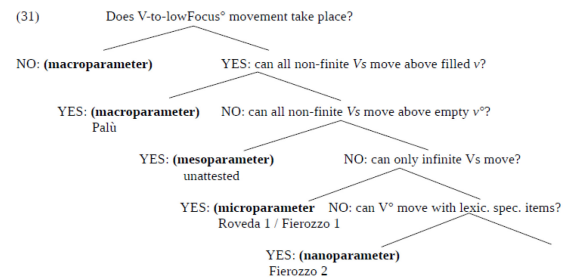 (31) Does V-to-lowFocus° movement take place?
NO: (macroparameter) YES: can all non-finite Vs move above filled v?
YES: (macroparameter) NO: can all non-finite Vs move above empty v°?
Palù
YES: (mesoparameter) NO: can only infinite Vs move?
unattested
YES: (microparameter NO: can V° move with lexic. spec. items?
Roveda 1 / Fierozzo 1
YES: (nanoparameter)
Fierozzo 2